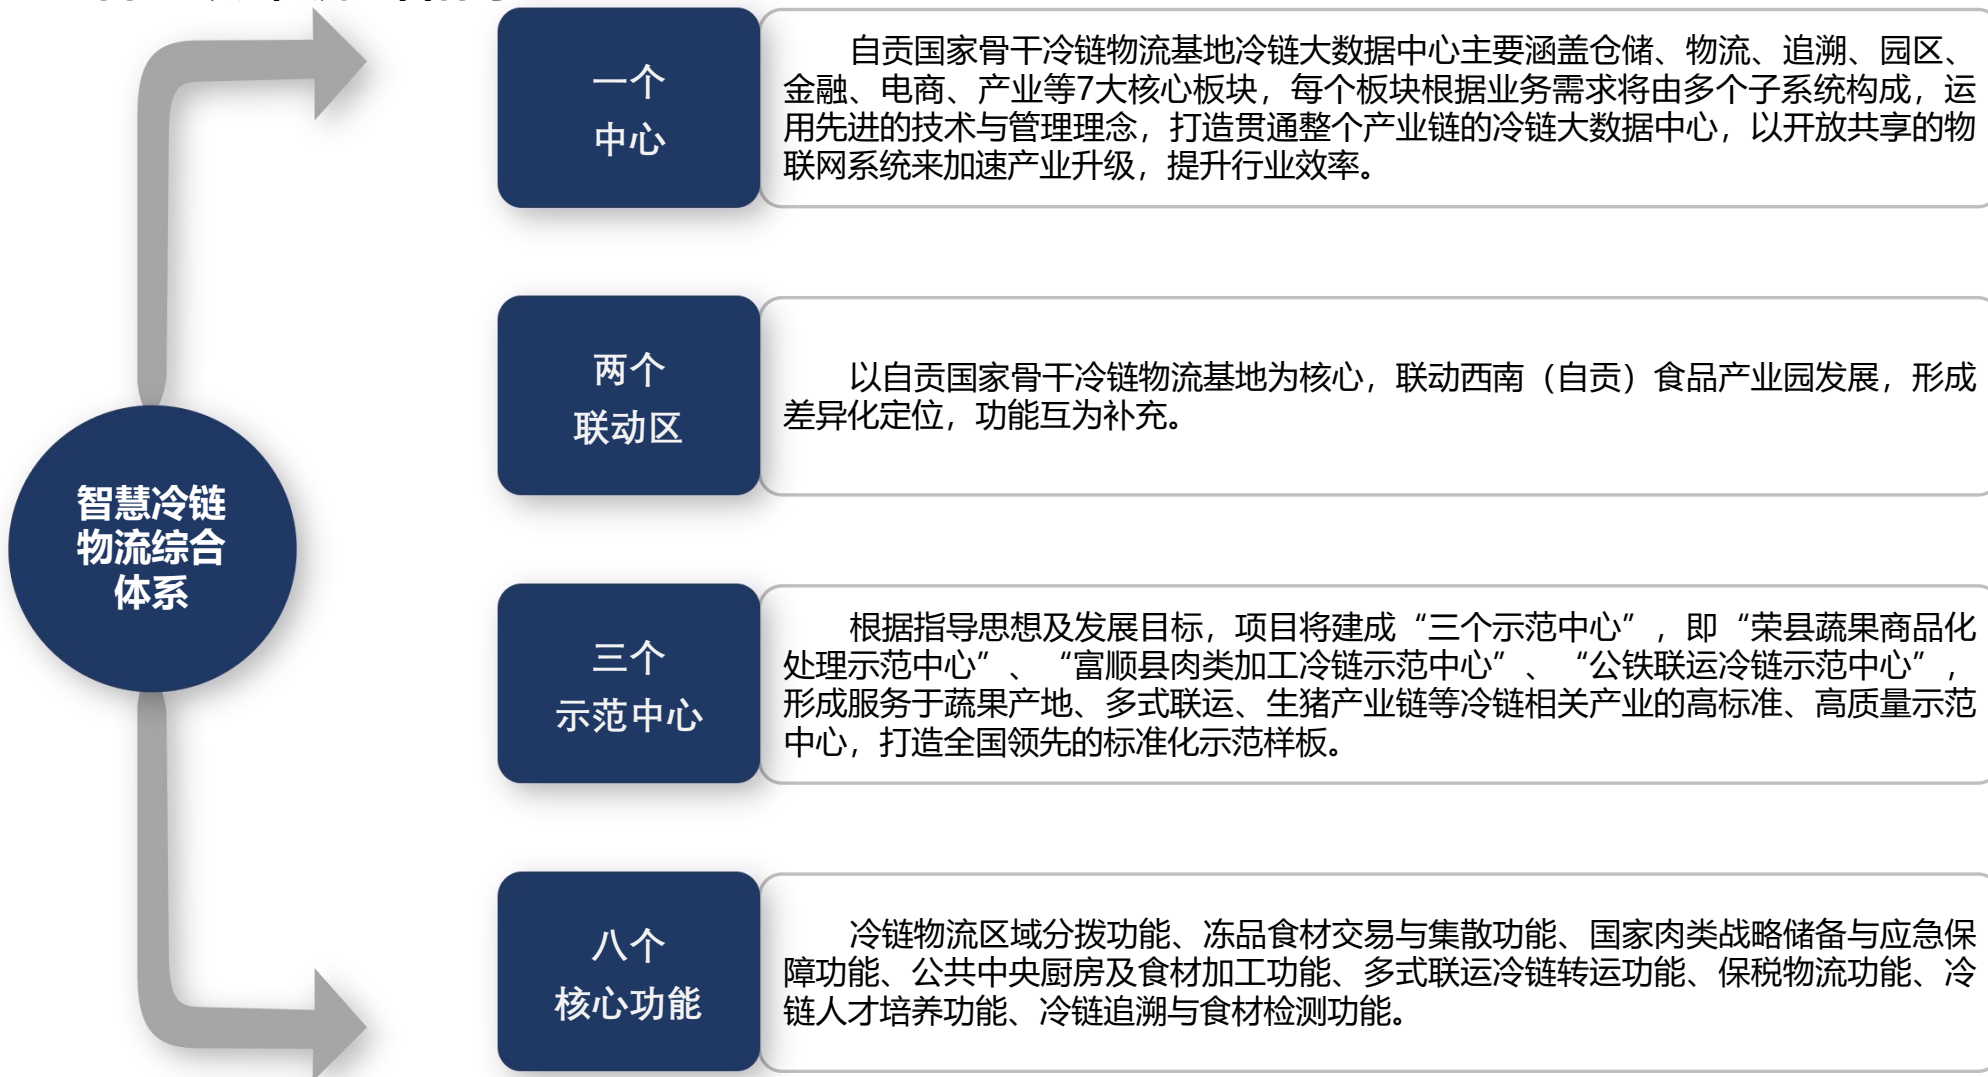 智慧冷链
物流综合
体系
一个
中心
自贡国家骨干冷链物流基地冷链大数据中心主要涵盖仓储、物流、追溯、园区、
金融、电商、产业等7大核心板块，每个板块根据业务需求将由多个子系统构成，运
用先进的技术与管理理念，打造贯通整个产业链的冷链大数据中心，以开放共享的物
联网系统来加速产业升级，提升行业效率。
两个
联动区
以自贡国家骨干冷链物流基地为核心，联动西南（自贡）食品产业园发展，形成
差异化定位，功能互为补充。
三个
示范中心
根据指导思想及发展目标，项目将建成“三个示范中心”，即“荣县蔬果商品化
处理示范中心”、“富顺县肉类加工冷链示范中心”、“公铁联运冷链示范中心”，
形成服务于蔬果产地、多式联运、生猪产业链等冷链相关产业的高标准、高质量示范
中心，打造全国领先的标准化示范样板。
八个
核心功能
冷链物流区域分拨功能、冻品食材交易与集散功能、国家肉类战略储备与应急保
障功能、公共中央厨房及食材加工功能、多式联运冷链转运功能、保税物流功能、冷
链人才培养功能、冷链追溯与食材检测功能。